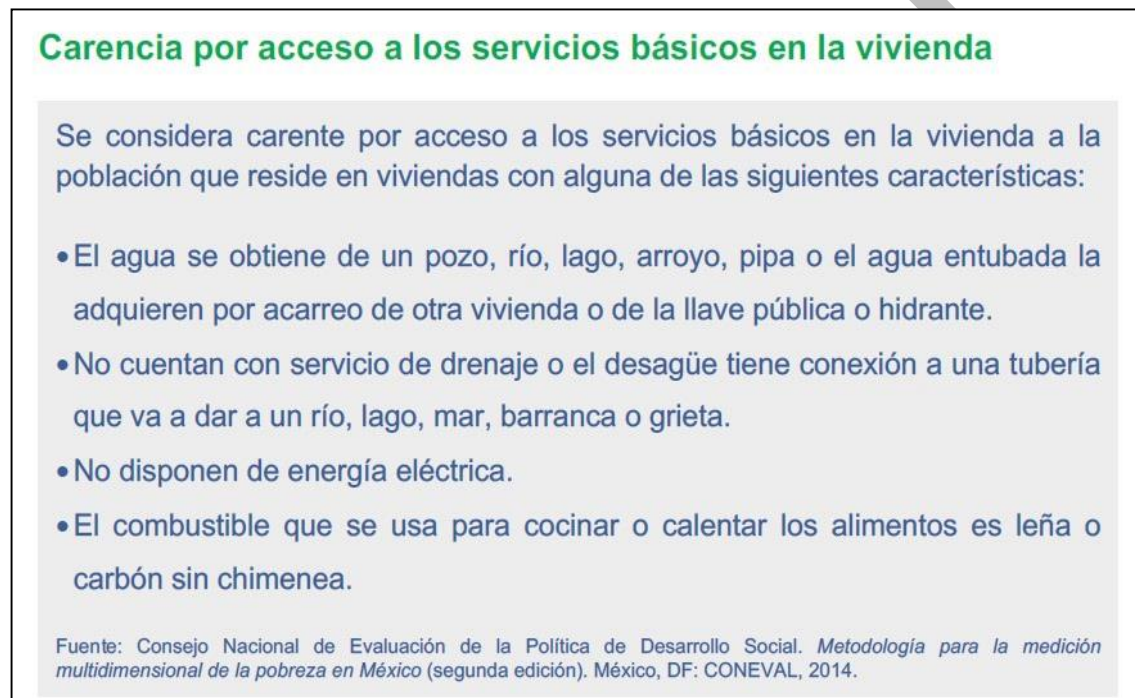 Carencia por acceso a los servicios básicos en la vivienda
Se considera carente por acceso a los servicios básicos en la vivienda a la
población que reside en viviendas con alguna de las siguientes características:
• El agua se obtiene de un pozo, río, lago, arroyo, pipa o el agua entubada la
adquieren por acarreo de otra vivienda o de la llave pública o hidrante.
• No cuentan con servicio de drenaje o el desagüe tiene conexión a una tubería
que va a dar a un río, lago, mar, barranca o grieta.
• No disponen de energía eléctrica.
• El combustible que se usa para cocinar o calentar los alimentos es leña o
carbón sin chimenea.
Fuente: Consejo Nacional de Evaluación de la Política de Desarrollo Social. Metodología para la medición
multidimensional de la pobreza en México (segunda edición). México, DF: CONEVAL, 2014.